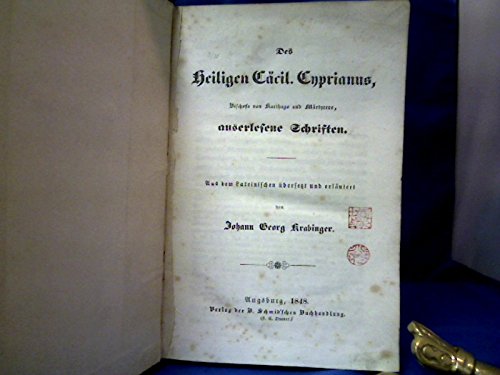 Des
Heiligen Cäcil. Cyprianus,
Bischofs von Karthago und Märtyrers,
auserlesene Schriften.
Aus dem Lateinischen übersetzt und erläutert
von
Johann Georg Krabinger.
Augsburg, 1848.
Verlag der B. Schmid'schen Buchhandlung.